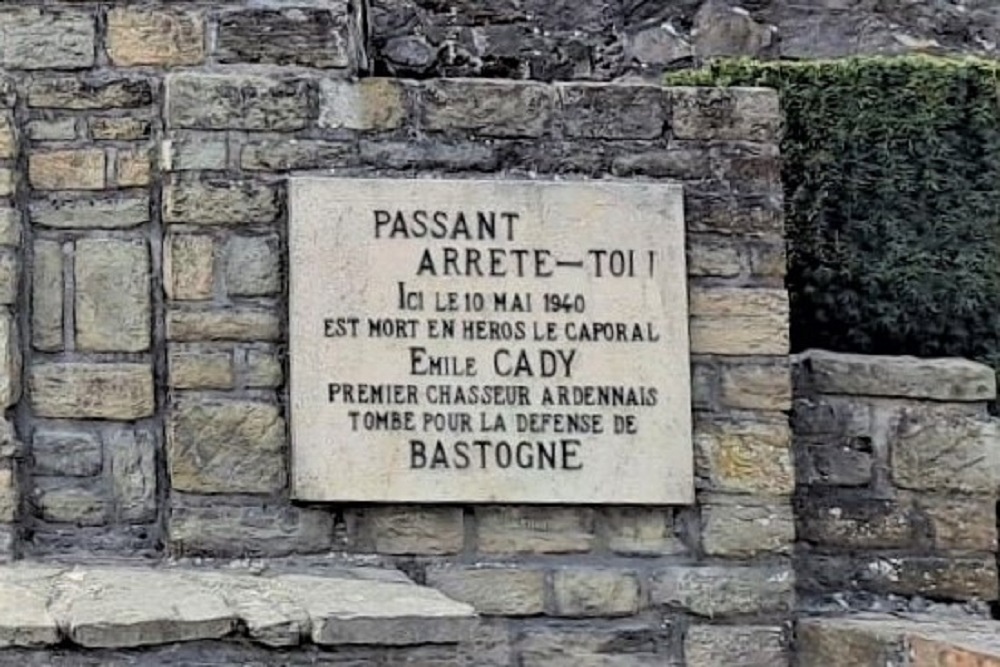 PASSANT
ARRETE-TOI !
ICI LE 10 MAI 1940
EST MORT EN HEROS LE CAPORAL
EMILE CADY
PREMIER CHASSEUR ARDENNAIS
TOMBE POUR LA DEFENSE DE
BASTOGNE